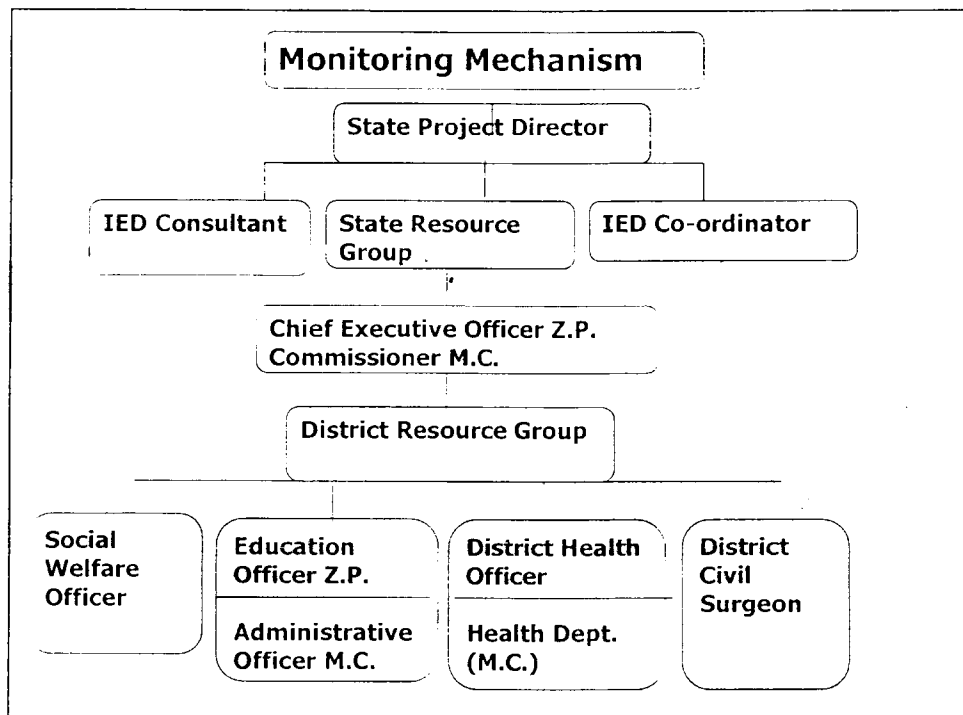 Monitoring Mechanism
State Project Director
IED Consultant
State Resource
Group
IED Co-ordinator
Chief Executive Officer Z.P.
Commissioner M.C.
District Resource Group
Social
Welfare
Officer
Education
Officer Z.P.
Administrative
Officer M.C.
District Health
Officer
Health Dept.
(M.C.)
District
Civil
Surgeon